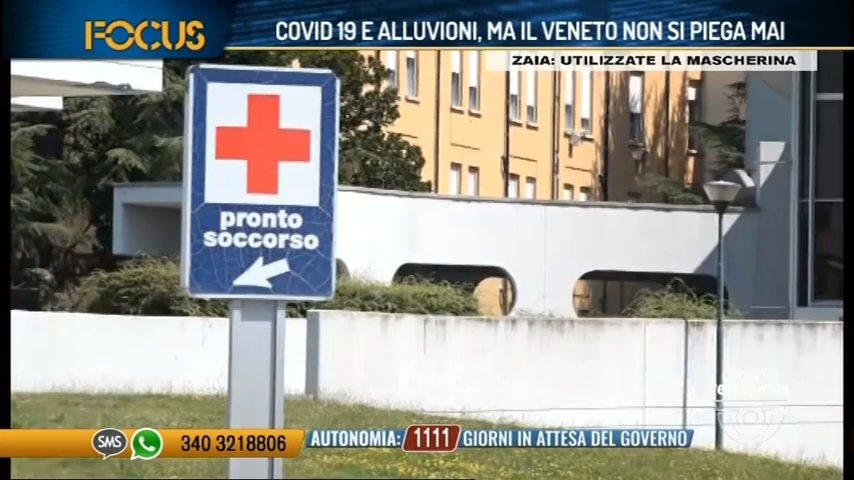 FOCUS
COVID 19 E ALLUVIONI, MA IL VENETO NON SI PIEGA MAI
ZAIA: UTILIZZATE LA MASCHERINA
pronto
soccorso
SMS
340 3218806
AUTONOMIA: 1111 GIORNI IN ATTESA DEL GOVERNO